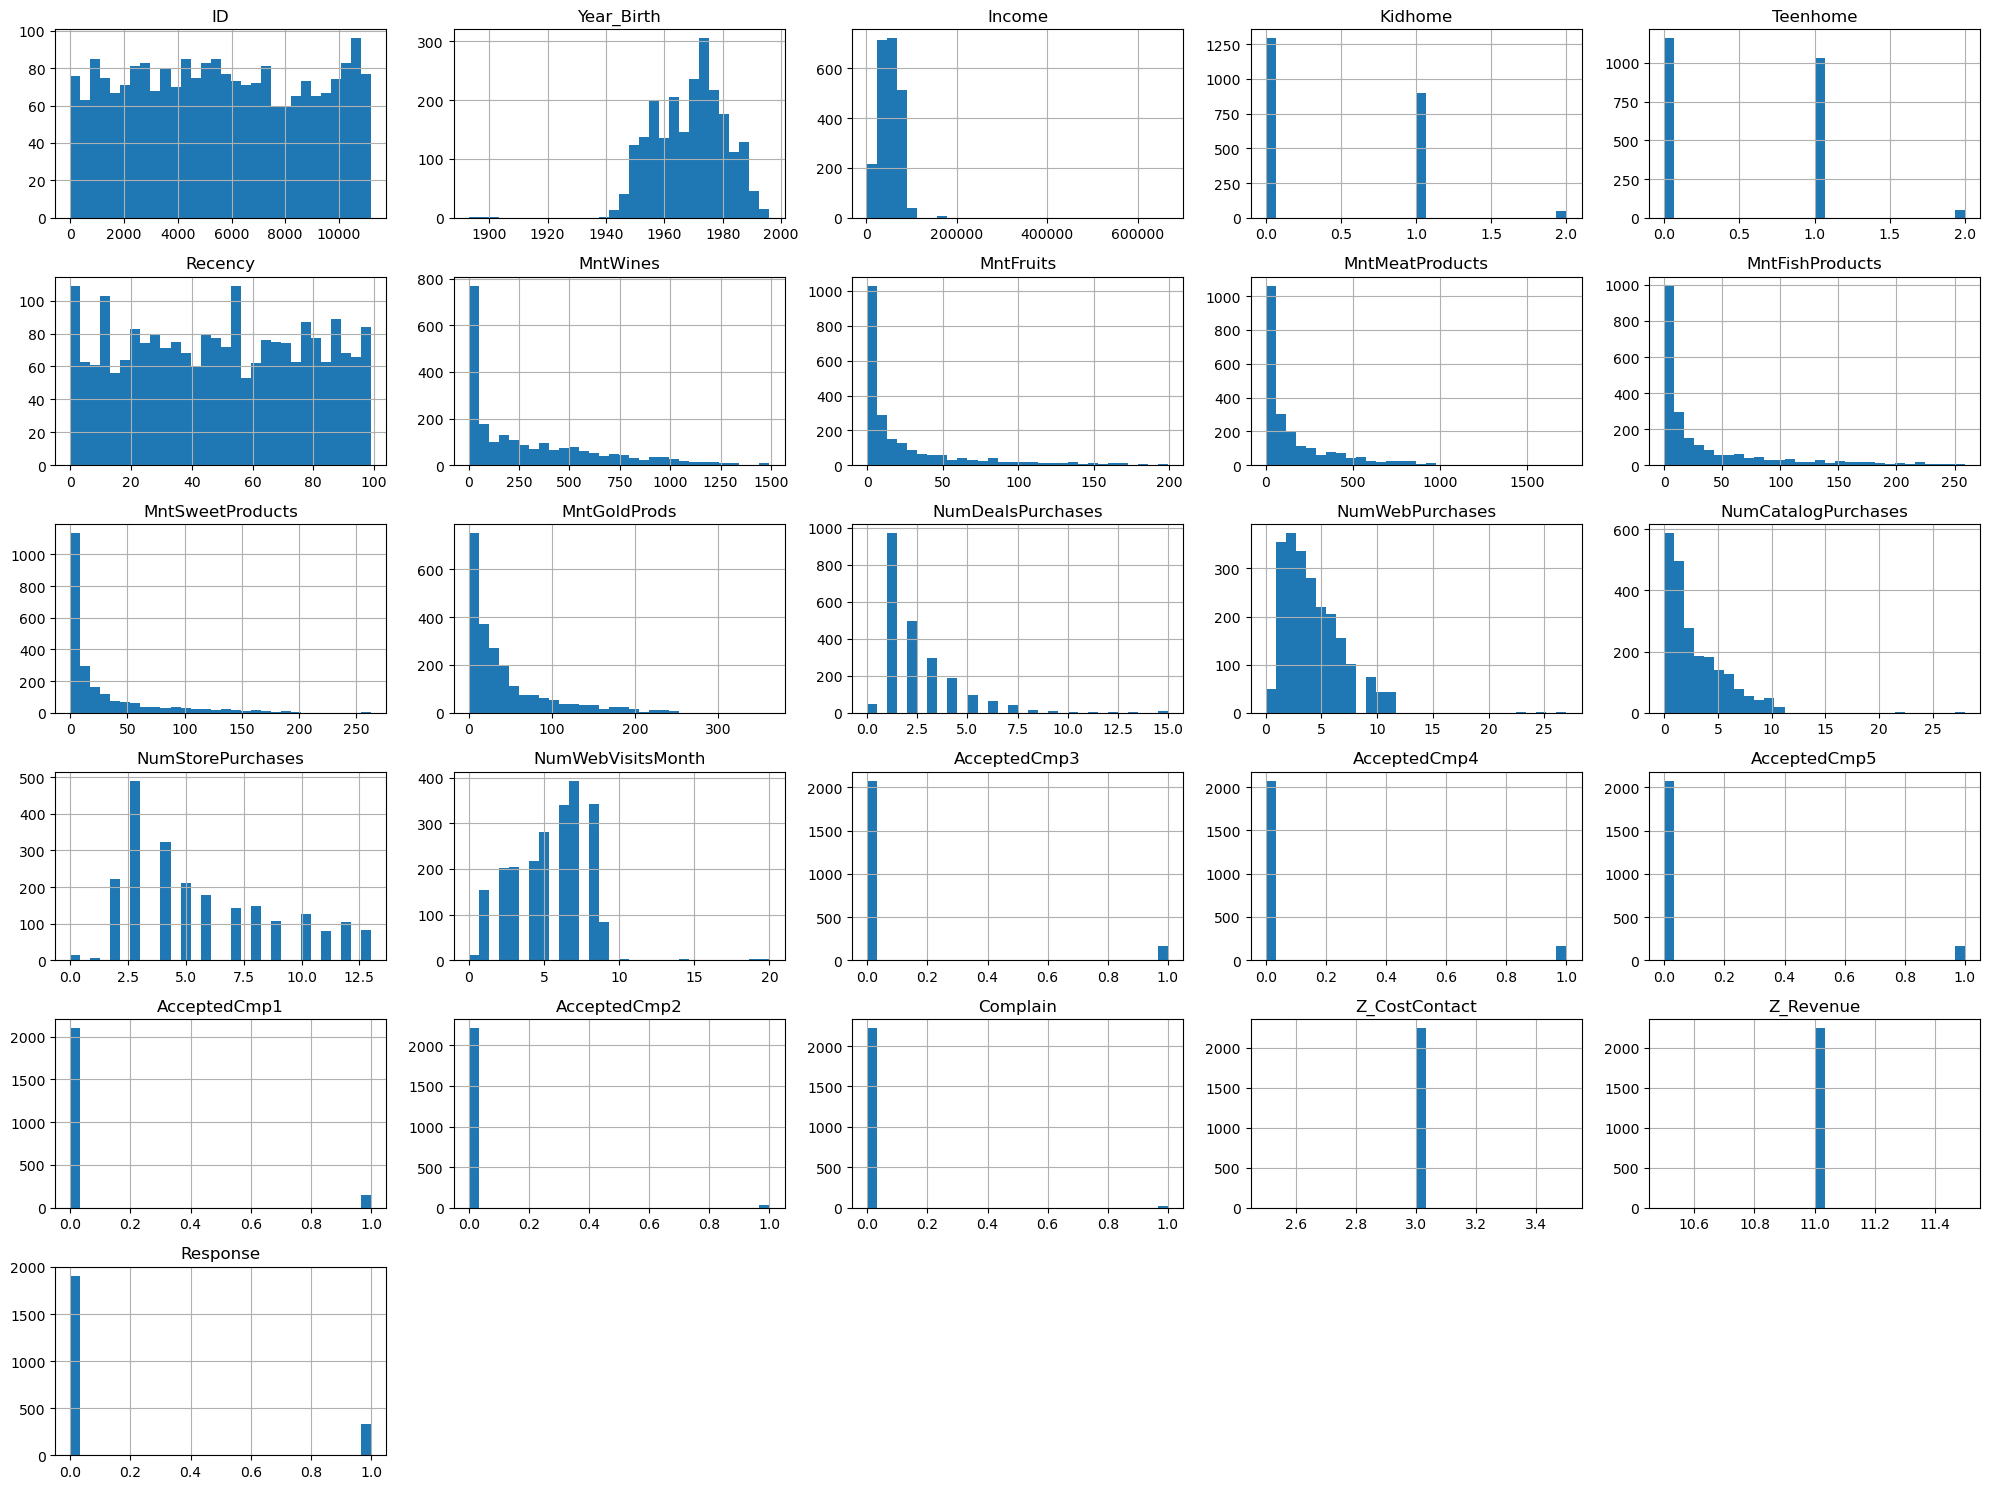 ID Year_Birth Income Kidhome Teenhome
100 80 60 40 20 0
0 2000 4000 6000 8000 10000
300 200 100 0
1900 1920 1940 1960 1980 2000
600 400 200 0
0 200000 400000 600000
1250 1000 750 500 250 0
0.0 0.5 1.0 1.5 2.0
1000 750 500 250 0
0.0 0.5 1.0 1.5 2.0
Recency MntWines MntFruits MntMeatProducts MntFishProducts
100 80 60 40 20 0
0 20 40 60 80 100
800 600 400 200 0
0 250 500 750 1000 1250 1500
1000 800 600 400 200 0
0 50 100 150 200
1000 800 600 400 200 0
0 500 1000 1500
1000 800 600 400 200 0
0 50 100 150 200 250
MntSweetProducts MntGoldProds NumDealsPurchases NumWebPurchases NumCatalogPurchases
1000 800 600 400 200 0
0 50 100 150 200 250
600 400 200 0
0 100 200 300
1000 800 600 400 200 0
0.0 2.5 5.0 7.5 10.0 12.5 15.0
300 200 100 0
0 5 10 15 20 25
600 400 200 0
0 5 10 15 20 25
NumStorePurchases NumWebVisitsMonth AcceptedCmp3 AcceptedCmp4 AcceptedCmp5
500 400 300 200 100 0
0.0 2.5 5.0 7.5 10.0 12.5
400 300 200 100 0
0 5 10 15 20
2000 1500 1000 500 0
0.0 0.2 0.4 0.6 0.8 1.0
2000 1500 1000 500 0
0.0 0.2 0.4 0.6 0.8 1.0
2000 1500 1000 500 0
0.0 0.2 0.4 0.6 0.8 1.0
AcceptedCmp1 AcceptedCmp2 Complain Z_CostContact Z_Revenue
2000 1500 1000 500 0
0.0 0.2 0.4 0.6 0.8 1.0
2000 1500 1000 500 0
0.0 0.2 0.4 0.6 0.8 1.0
2000 1500 1000 500 0
0.0 0.2 0.4 0.6 0.8 1.0
2000 1500 1000 500 0
2.6 2.8 3.0 3.2 3.4
2000 1500 1000 500 0
10.6 10.8 11.0 11.2 11.4
Response
2000 1500 1000 500 0
0.0 0.2 0.4 0.6 0.8 1.0